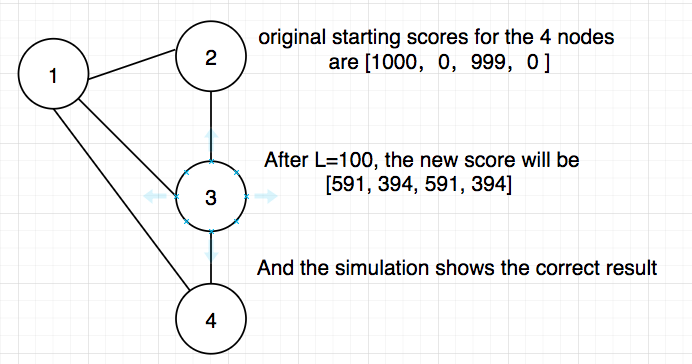 original starting scores for the 4 nodes
are [1000, 0, 999, 0 ]
1
2
After L=100, the new score will be
[591, 394, 591, 394]
3
And the simulation shows the correct result
4